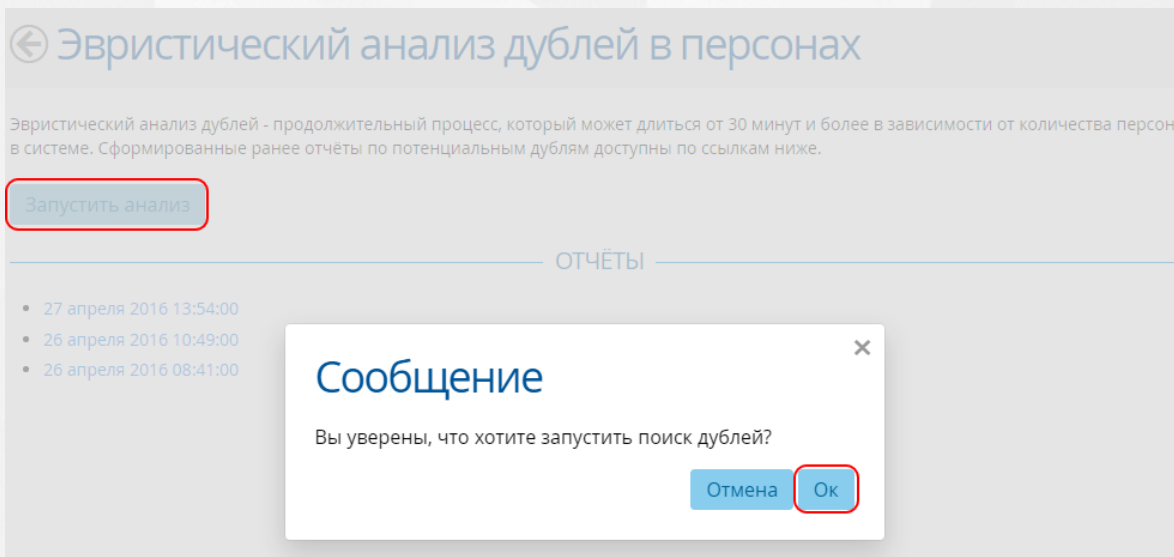 Эвристический анализ дублей в персонах
Эвристический анализ дублей - продолжительный процесс, который может длиться от 30 минут и более в зависимости от количества персон
в системе. Сформированные ранее отчёты по потенциальным дублям доступны по ссылкам ниже.
Запустить анализ
ОТЧЁТЫ
27 апреля 2016 13:54:00
26 апреля 2016 10:49:00
26 апреля 2016 08:41:00
Сообщение
Вы уверены, что хотите запустить поиск дублей?
Отмена Ок